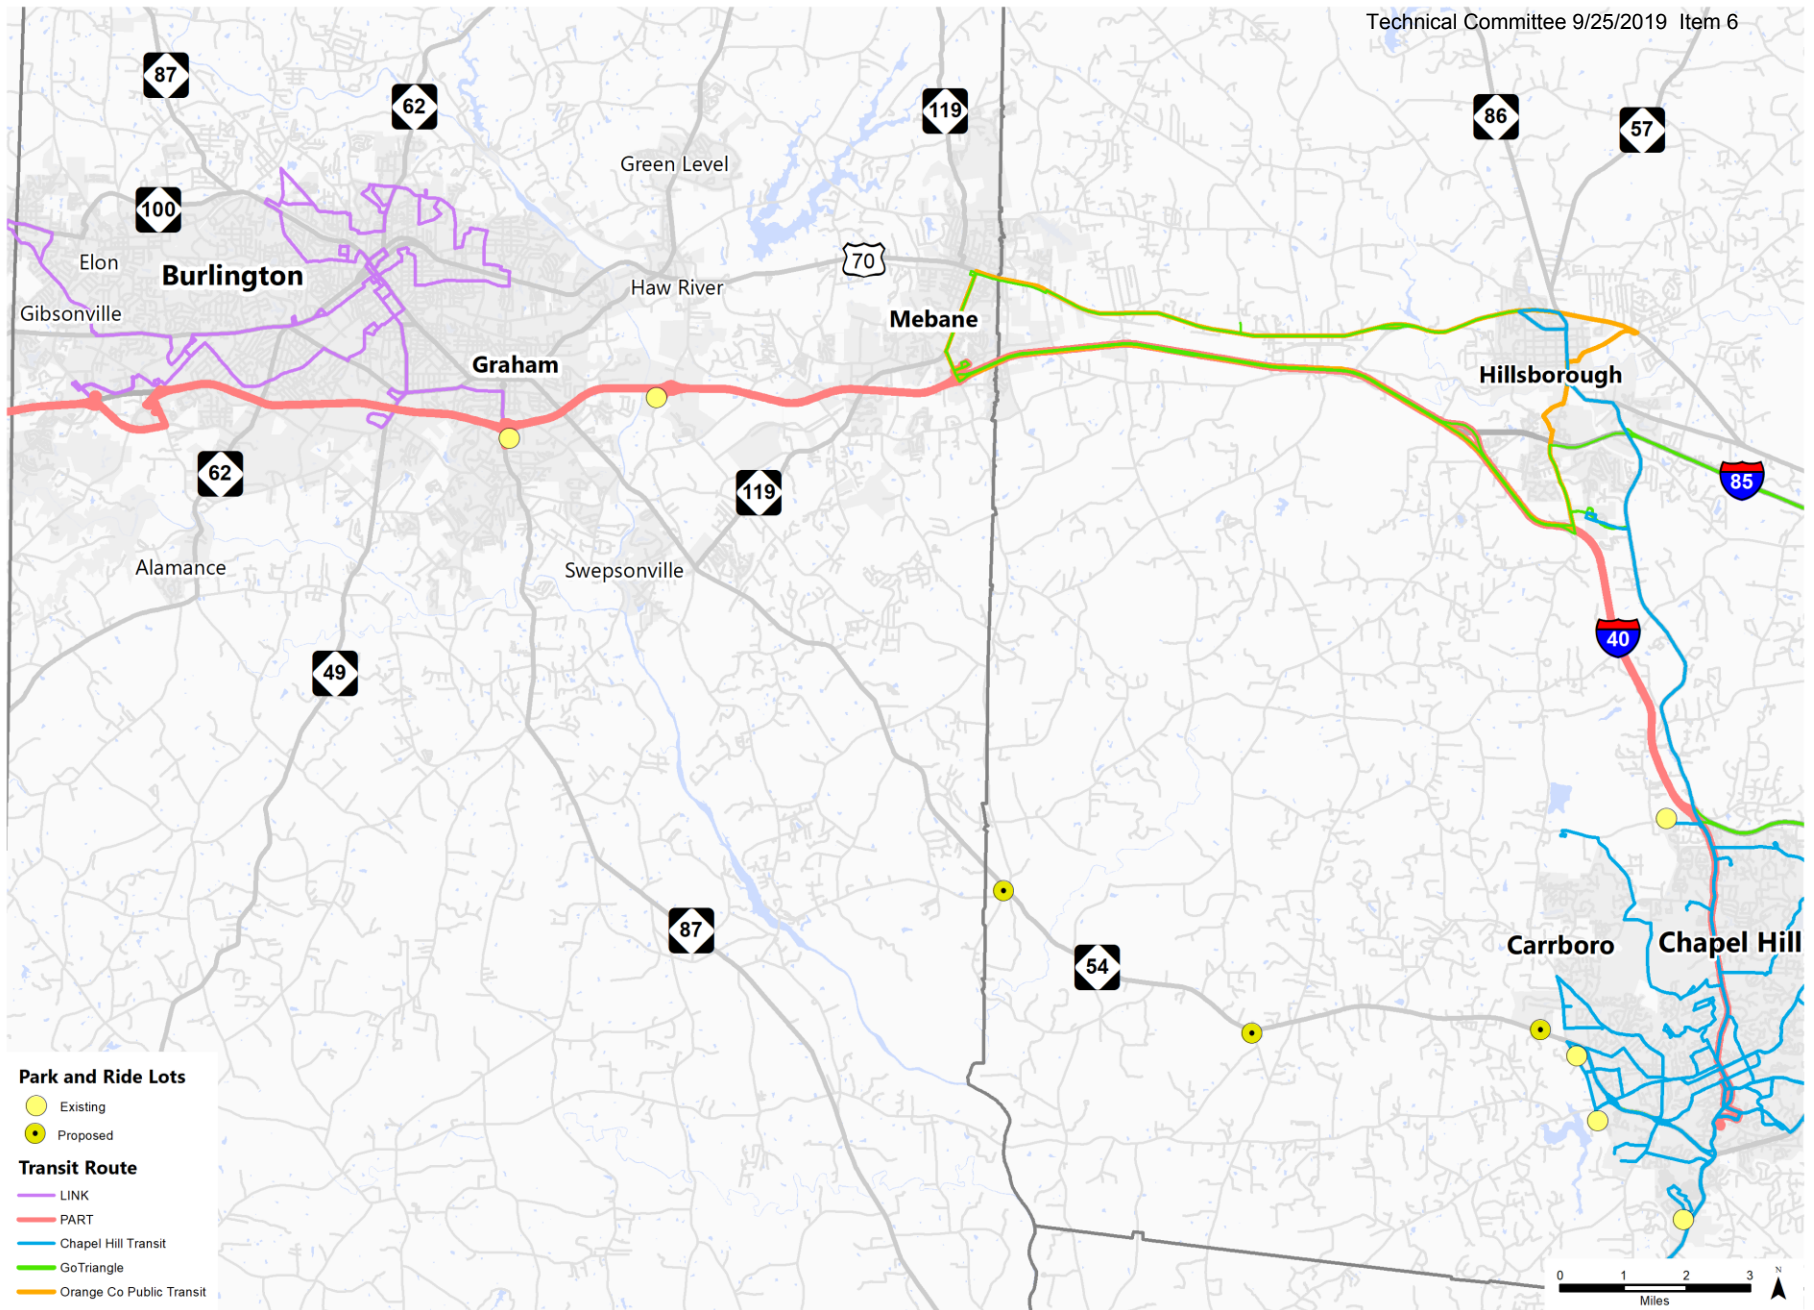 Technical Committee 9/25/2019  Item 6
87
62
119
86
57
Green Level
100
Elon
Burlington
70
Haw River
Gibsonville
Mebane
Graham
Hillsborough
62
119
85
Alamance
Swepsonville
40
49
87
54
Carrboro
Chapel Hill
Park and Ride Lots
Existing
Proposed
Transit Route
LINK
PART
Chapel Hill Transit
GoTriangle
Orange Co Public Transit
0 1 2 3
Miles
N